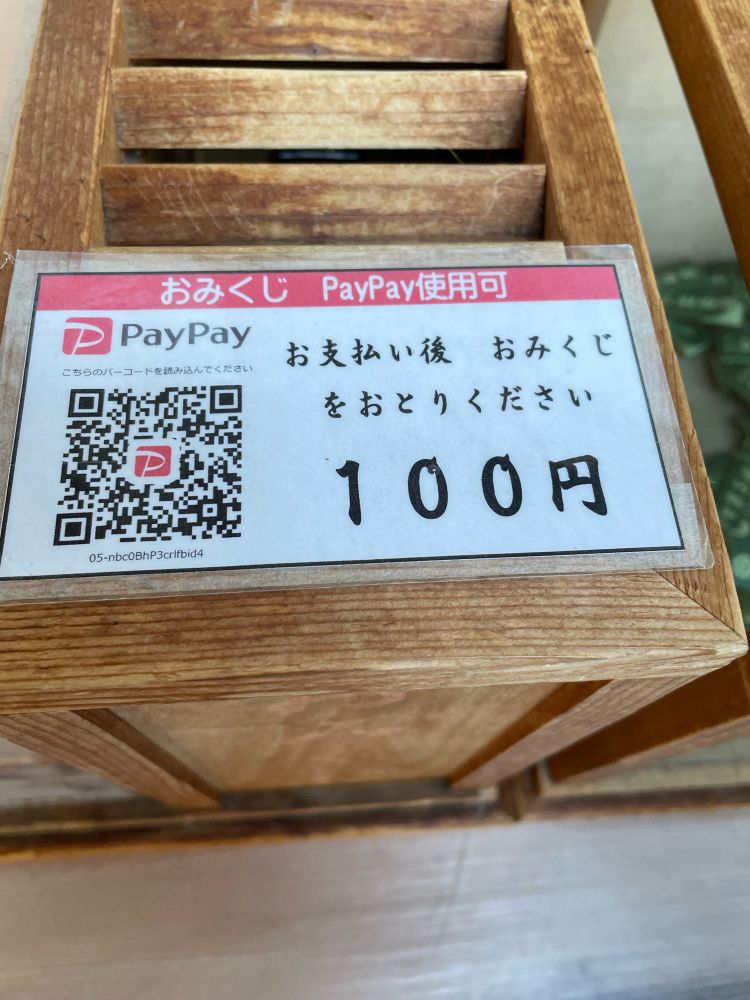 おみくじ PayPay使用可
PayPay
こちらのバーコードを読み込んでください
05-nbc0BhP3crlfbid4
お支払い後 おみくじ
をおとりください
100円